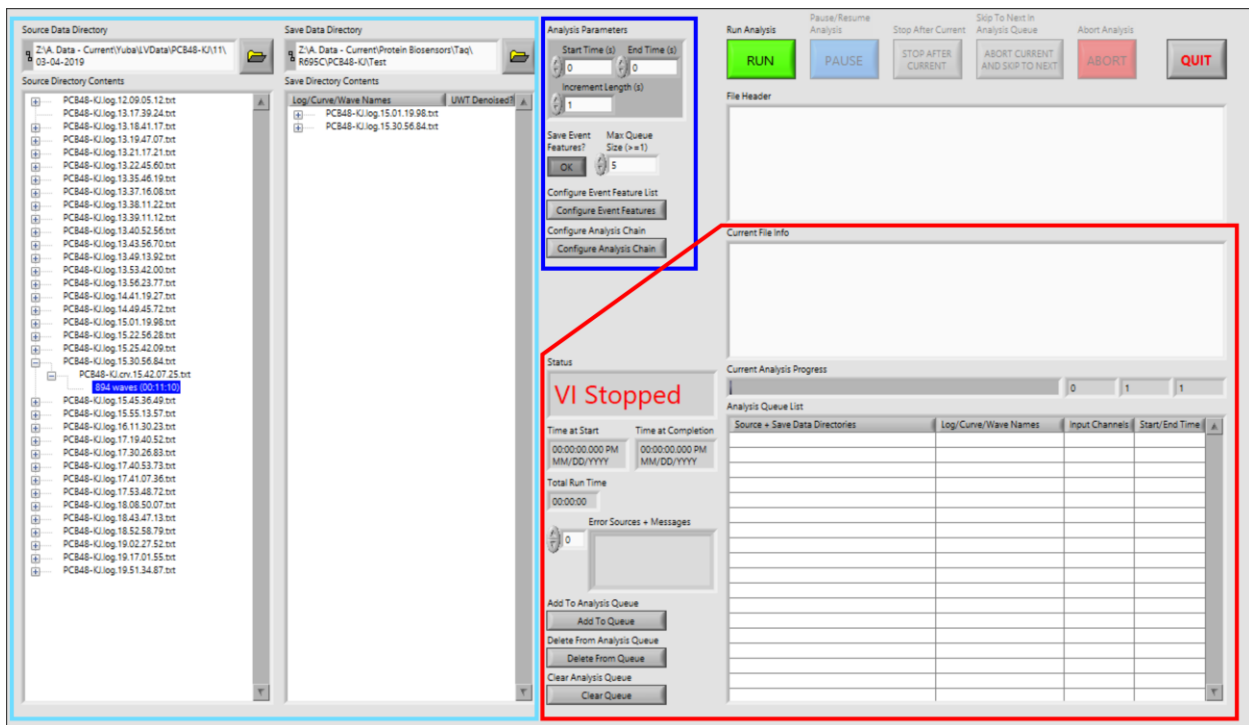 Source Data Directory
Z:\A. Data - Current\Yuba\LVData\PCB48-KJ\11\
03-04-2019
Source Directory Contents
PCB48-KJ.log.12.09.05.12.txt
PCB48-KJ.log.13.17.39.24.txt
PCB48-KJ.log.13.18.41.17.txt
PCB48-KJ.log.13.19.47.07.txt
PCB48-KJ.log.13.21.17.21.txt
PCB48-KJ.log.13.22.45.60.txt
PCB48-KJ.log.13.35.46.19.txt
PCB48-KJ.log.13.37.16.08.txt
PCB48-KJ.log.13.38.11.22.txt
PCB48-KJ.log.13.39.11.12.txt
PCB48-KJ.log.13.40.52.56.txt
PCB48-KJ.log.13.43.56.70.txt
PCB48-KJ.log.13.49.13.92.txt
PCB48-KJ.log.13.53.42.00.txt
PCB48-KJ.log.13.56.23.77.txt
PCB48-KJ.log.14.41.19.27.txt
PCB48-KJ.log.14.49.45.72.txt
PCB48-KJ.log.15.01.19.98.txt
PCB48-KJ.log.15.22.56.28.txt
PCB48-KJ.log.15.25.42.09.txt
PCB48-KJ.log.15.30.56.84.txt
PCB48-KJ.crv.15.42.07.25.txt
894 waves (00:11:10)
PCB48-KJ.log.15.45.36.49.txt
PCB48-KJ.log.15.55.13.57.txt
PCB48-KJ.log.16.11.30.23.txt
PCB48-KJ.log.17.19.40.52.txt
PCB48-KJ.log.17.30.26.83.txt
PCB48-KJ.log.17.40.53.73.txt
PCB48-KJ.log.17.41.07.36.txt
PCB48-KJ.log.17.53.48.72.txt
PCB48-KJ.log.18.08.50.07.txt
PCB48-KJ.log.18.43.47.13.txt
PCB48-KJ.log.18.52.58.79.txt
PCB48-KJ.log.19.02.27.52.txt
PCB48-KJ.log.19.17.01.55.txt
PCB48-KJ.log.19.51.34.87.txt
Save Data Directory
Z:\A. Data - Current\Protein Biosensors\Taq\
R695C\PCB48-KJ\Test
Save Directory Contents
Log/Curve/Wave Names UWT Denoised?
PCB48-KJ.log.15.01.19.98.txt
PCB48-KJ.log.15.30.56.84.txt
Analysis Parameters
Start Time (s) End Time (s)
0 0
Increment Length (s)
1
Save Event Max Queue
Features? Size (>=1)
OK 5
Configure Event Feature List
Configure Event Features
Configure Analysis Chain
Configure Analysis Chain
Status
VI Stopped
Time at Start Time at Completion
00:00:00.000 PM 00:00:00.000 PM
MM/DD/YYYY MM/DD/YYYY
Total Run Time
00:00:00
Error Sources + Messages
0
Add To Analysis Queue
Add To Queue
Delete From Analysis Queue
Delete From Queue
Clear Analysis Queue
Clear Queue
Run Analysis
RUN
Pause/Resume
Analysis
PAUSE
Stop After Current
STOP AFTER
CURRENT
Skip To Next In
Analysis Queue
ABORT CURRENT
AND SKIP TO NEXT
Abort Analysis
ABORT
QUIT
File Header
Current File Info
Current Analysis Progress
0 1 1
Analysis Queue List
Source + Save Data Directories Log/Curve/Wave Names Input Channels Start/End Time